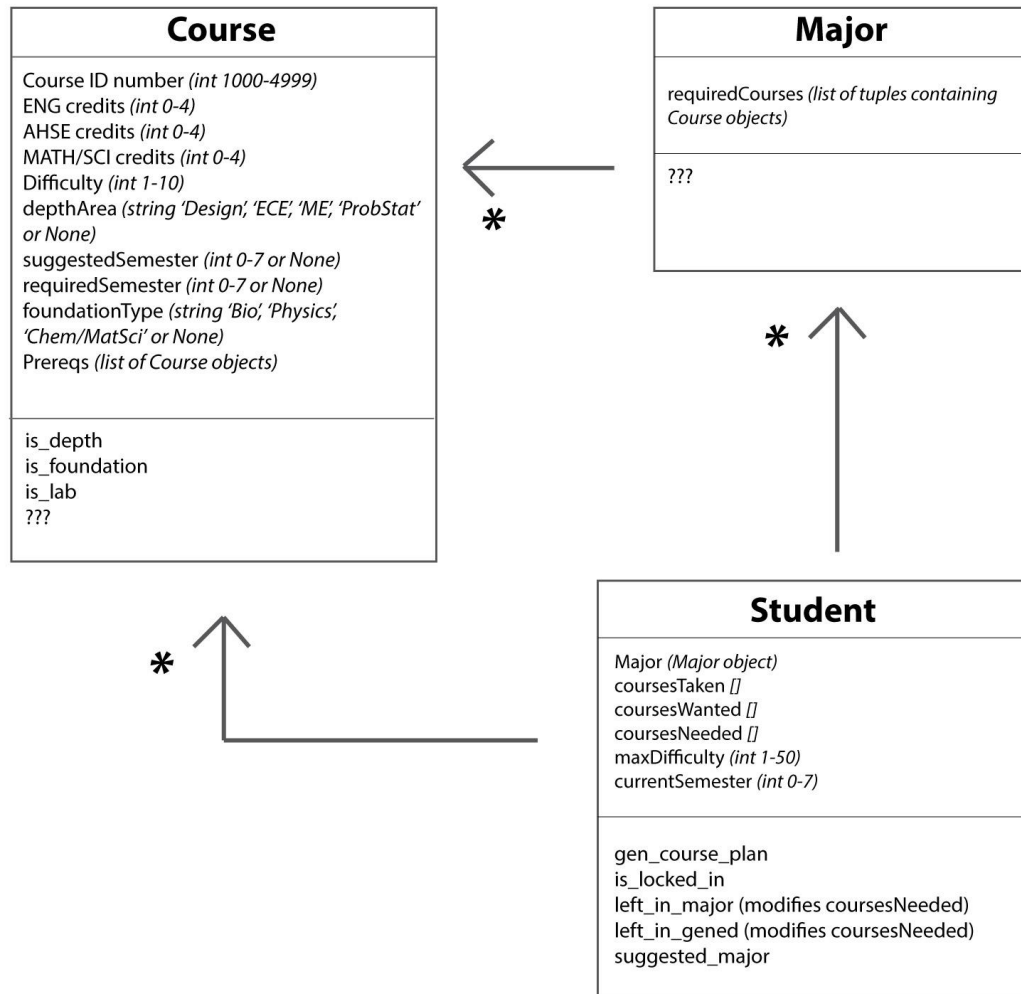 Course
Course ID number (int 1000-4999)
ENG credits (int 0-4)
AHSE credits (int 0-4)
MATH/SCI credits (int 0-4)
Difficulty (int 1-10)
depthArea (string ‘Design’, ‘ECE’, ‘ME’, ‘ProbStat’
or None)
suggestedSemester (int 0-7 or None)
requiredSemester (int 0-7 or None)
foundationType (string ‘Bio’, ‘Physics’,
‘Chem/MatSci’ or None)
Prereqs (list of Course objects)
is_depth
is_foundation
is_lab
???
Major
requiredCourses (list of tuples containing
Course objects)
???
*
*
*
Student
Major (Major object)
coursesTaken []
coursesWanted []
coursesNeeded []
maxDifficulty (int 1-50)
currentSemester (int 0-7)
gen_course_plan
is_locked_in
left_in_major (modifies coursesNeeded)
left_in_gened (modifies coursesNeeded)
suggested_major